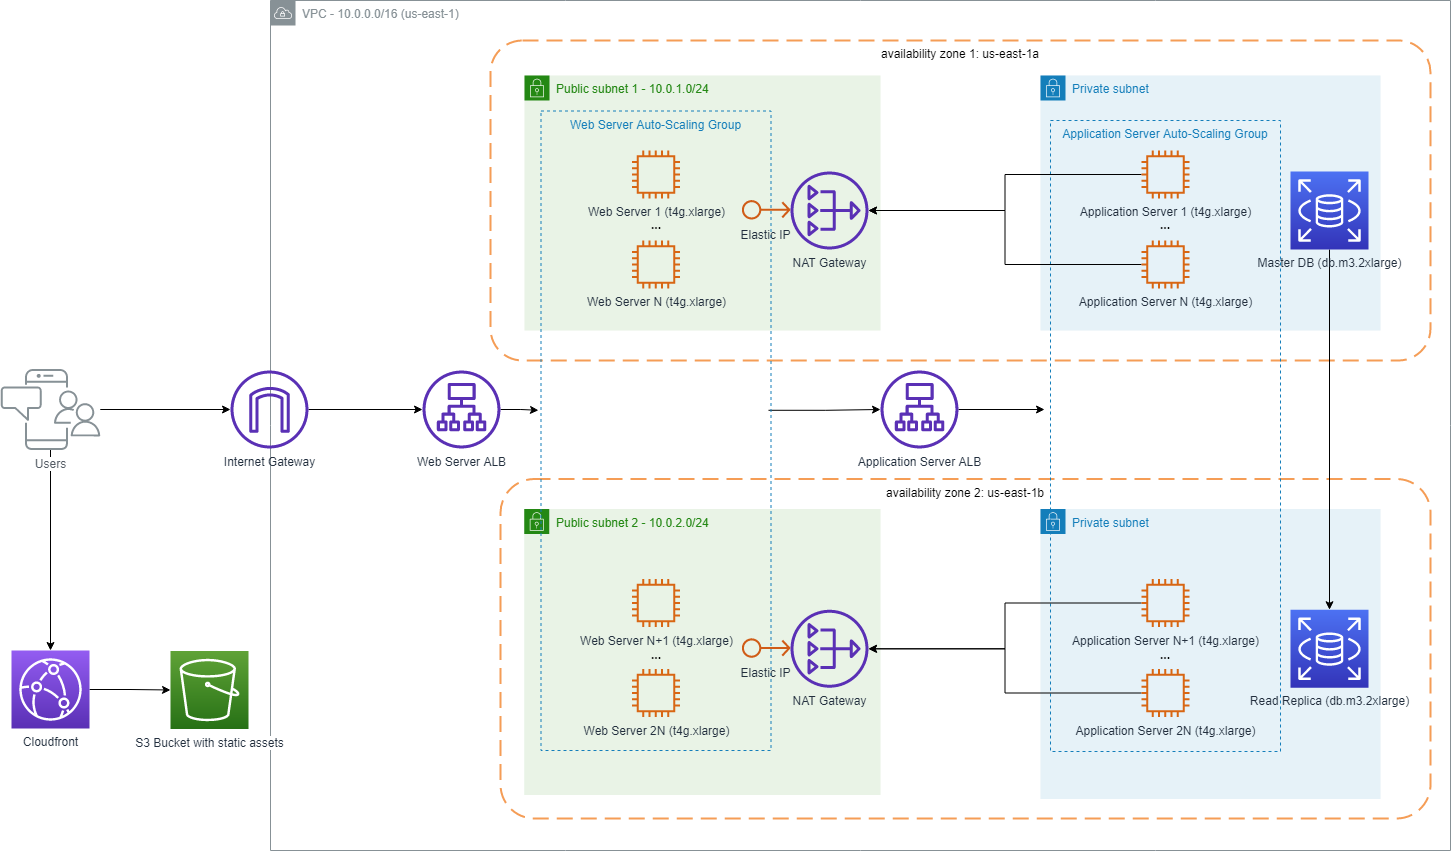 VPC - 10.0.0.0/16 (us-east-1)
availability zone 1: us-east-1a
Public subnet 1 - 10.0.1.0/24
Private subnet
Web Server Auto-Scaling Group
Application Server Auto-Scaling Group
Web Server 1 (t4g.xlarge)
...
Web Server N (t4g.xlarge)
Elastic IP
NAT Gateway
Application Server 1 (t4g.xlarge)
...
Application Server N (t4g.xlarge)
Master DB (db.m3.2xlarge)
Users
Internet Gateway
Web Server ALB
Application Server ALB
availability zone 2: us-east-1b
Public subnet 2 - 10.0.2.0/24
Private subnet
Web Server N+1 (t4g.xlarge)
...
Web Server 2N (t4g.xlarge)
Elastic IP
NAT Gateway
Application Server N+1 (t4g.xlarge)
...
Application Server 2N (t4g.xlarge)
Read Replica (db.m3.2xlarge)
Cloudfront
S3 Bucket with static assets